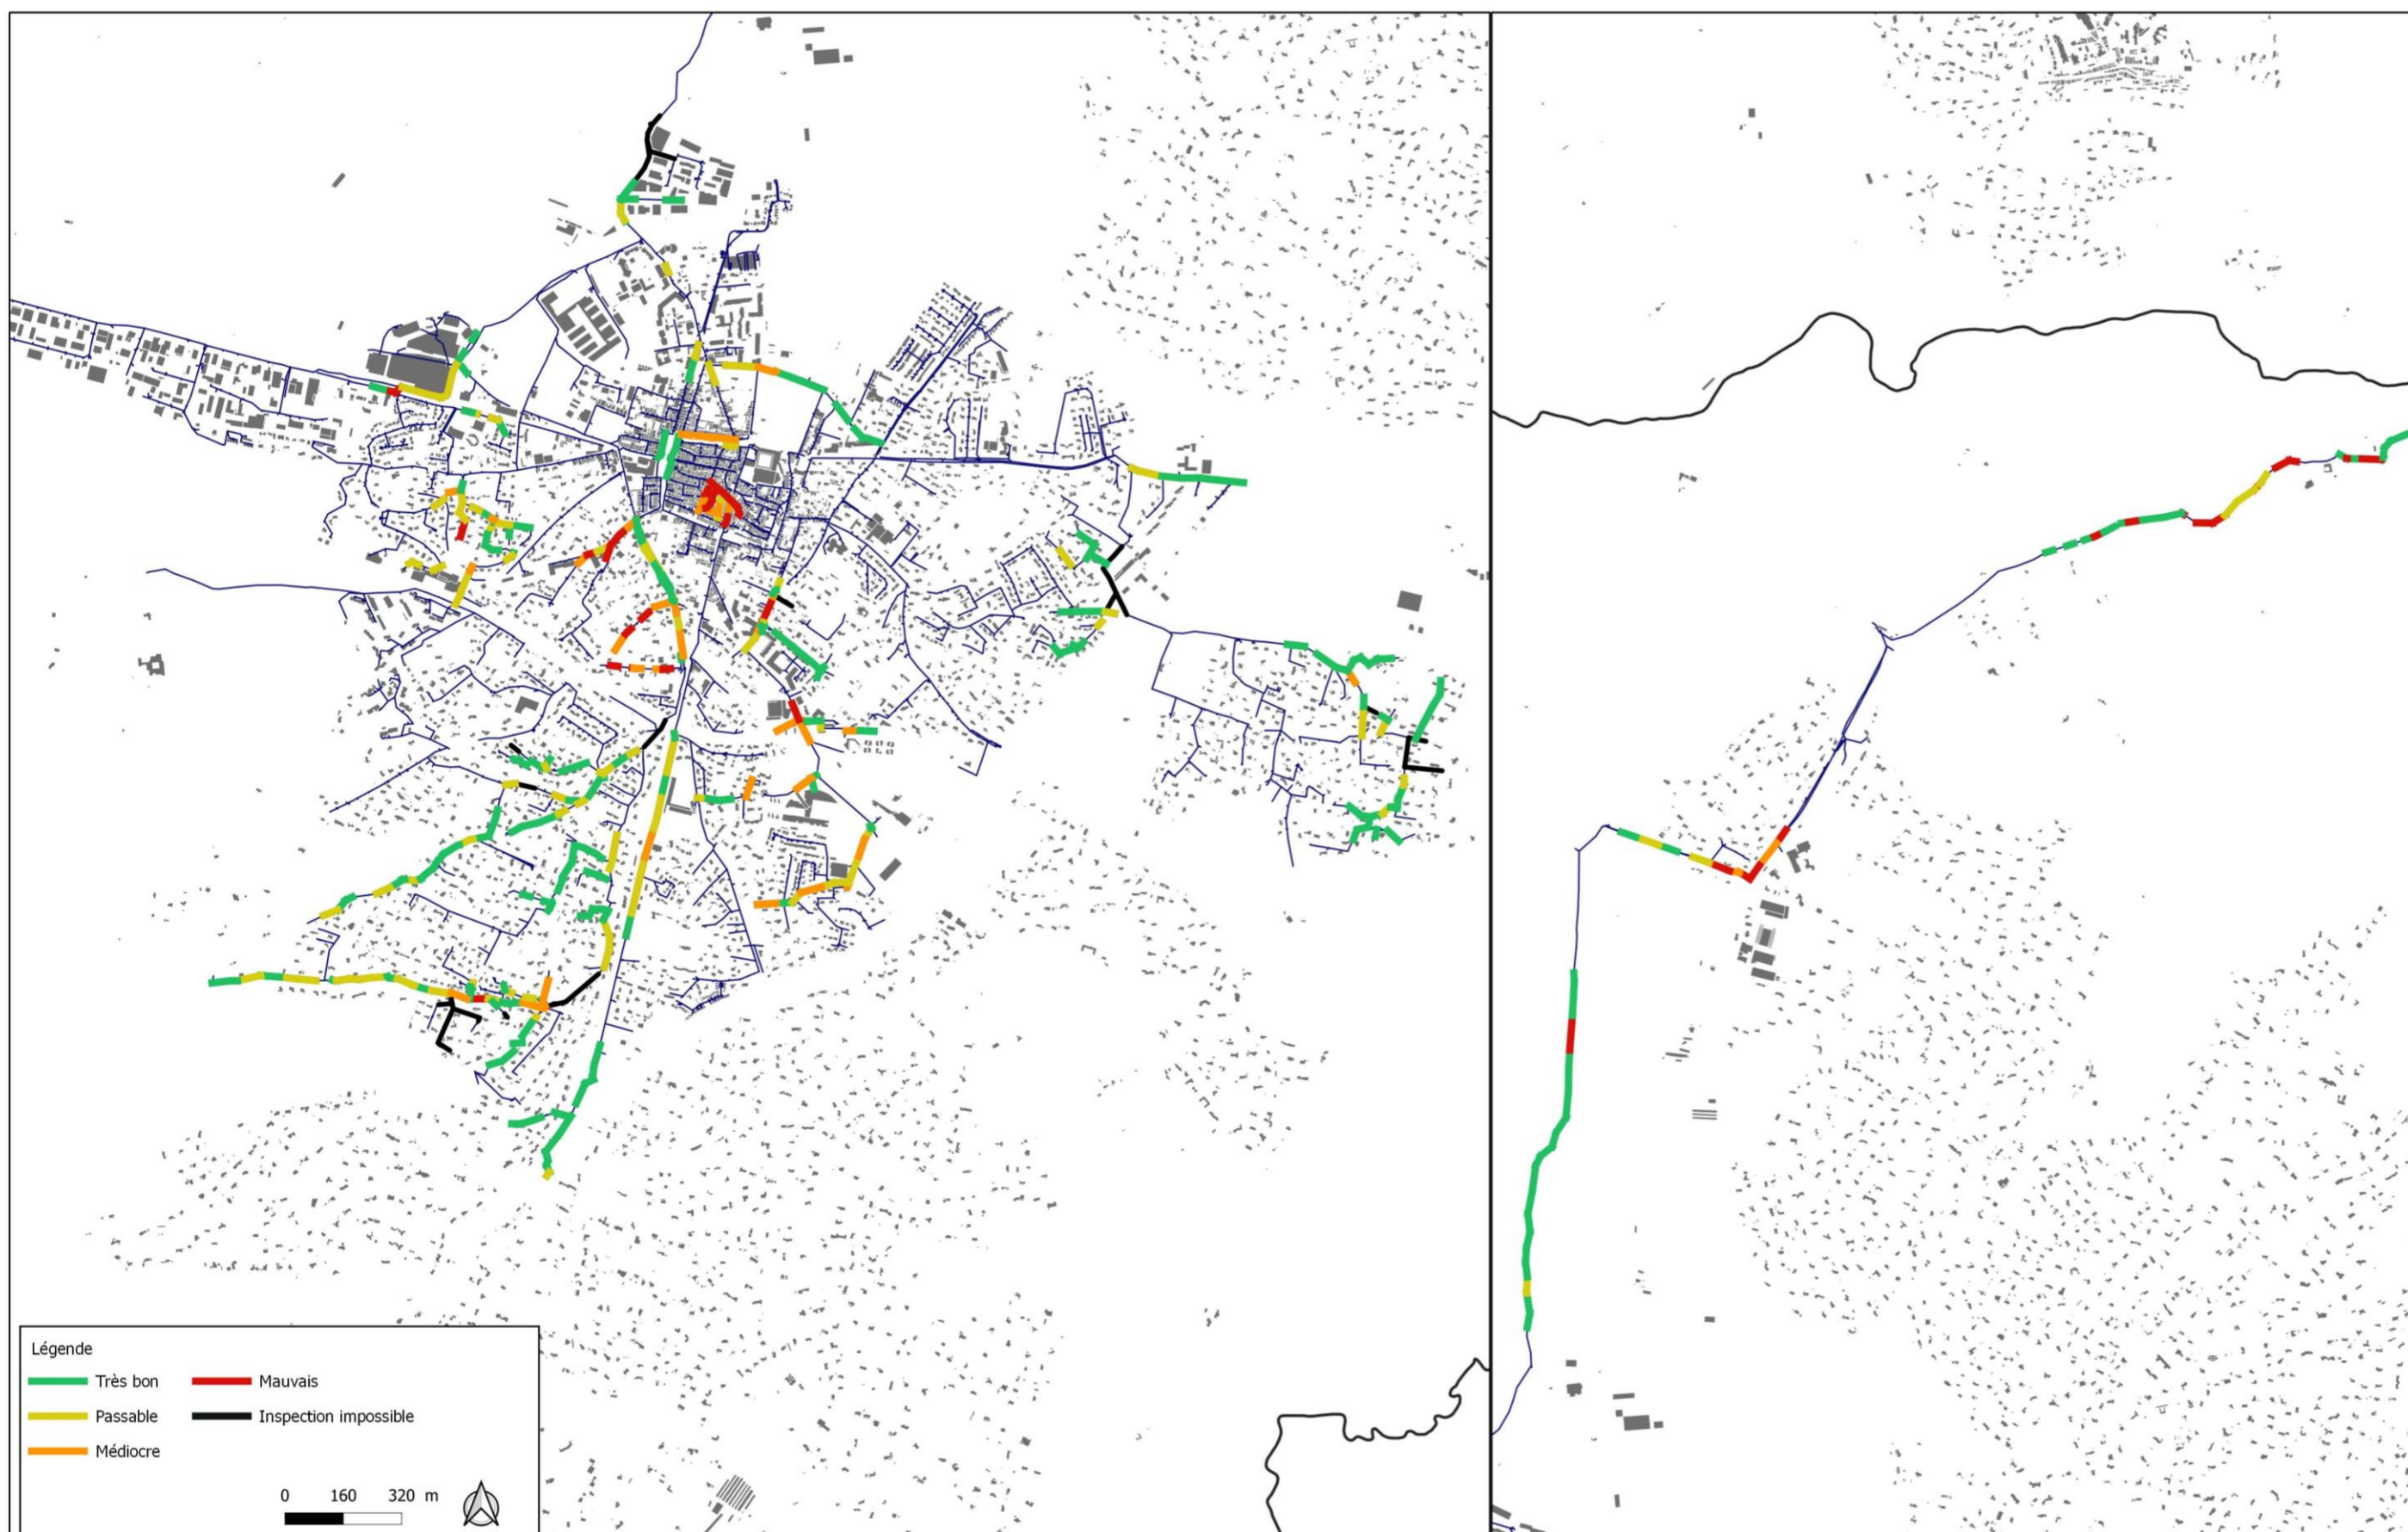 Légende
Très bon
Mauvais
Passable
Inspection impossible
Médiocre
0 160 320 m